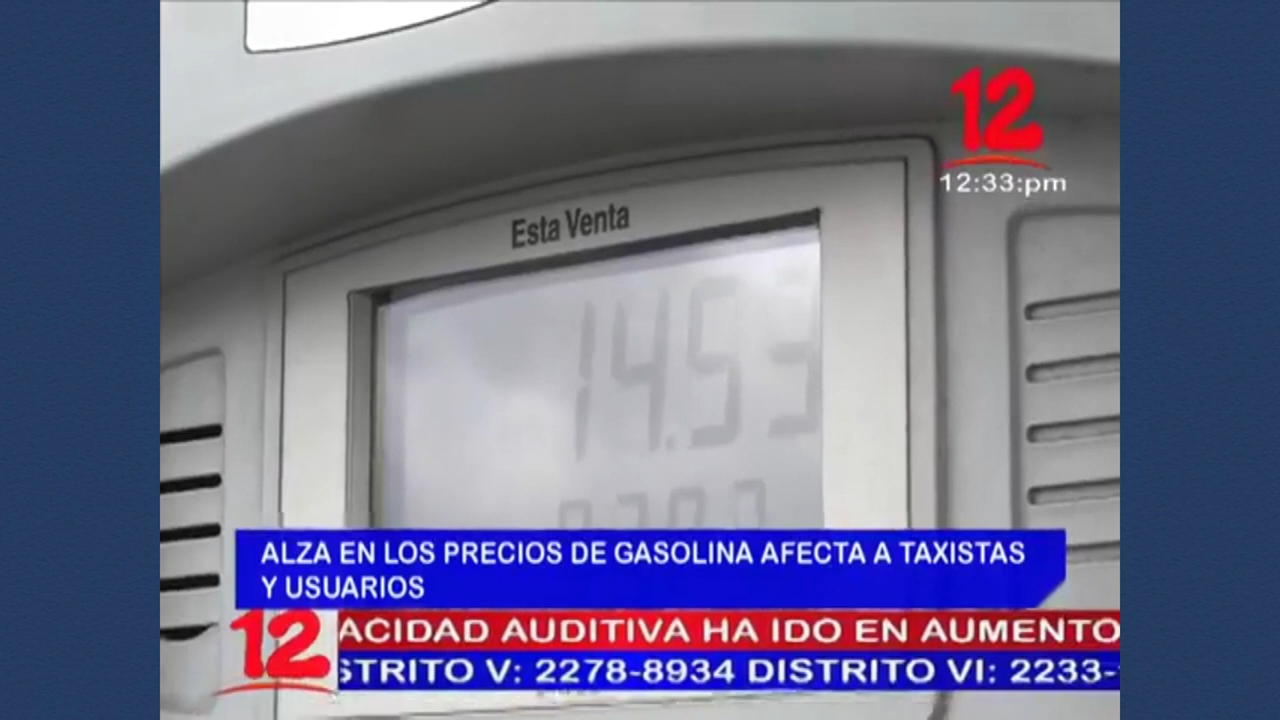 12
12:33:pm
Esta Venta
14.53
ALZA EN LOS PRECIOS DE GASOLINA AFECTA A TAXISTAS
Y USUARIOS
12
ACIDAD AUDITIVA HA IDO EN AUMENTO
STRITO V: 2278-8934 DISTRITO VI: 2233-